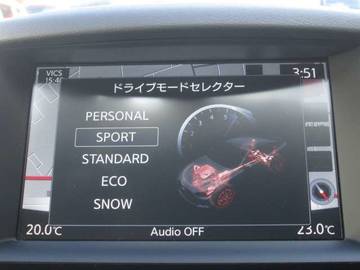 VICS
15:40
3:51
ドライブモードセレクター
PERSONAL
SPORT
STANDARD
ECO
SNOW
20.0℃
Audio OFF
23.0℃